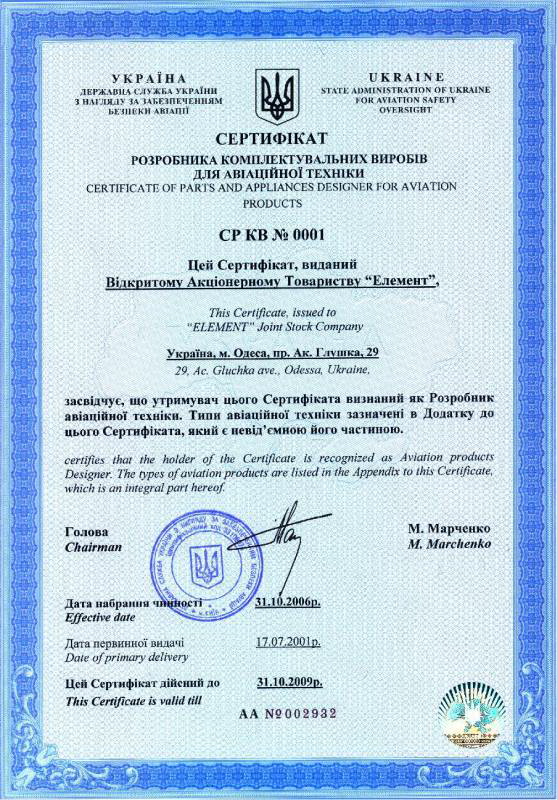 УКРАЇНА
ДЕРЖАВНА СЛУЖБА УКРАЇНИ
З НАГЛЯДУ ЗА ЗАБЕЗПЕЧЕННЯМ
БЕЗПЕКИ АВІАЦІЇ
UKRAINE
STATE ADMINISTRATION OF UKRAINE
FOR AVIATION SAFETY
OVERSIGHT
СЕРТИФІКАТ
РОЗРОБНИКА КОМПЛЕКТУВАЛЬНИХ ВИРОБІВ
ДЛЯ АВІАЦІЙНОЇ ТЕХНІКИ
CERTIFICATE OF PARTS AND APPLIANCES DESIGNER FOR AVIATION
PRODUCTS
СР КВ № 0001
Цей Сертифікат, виданий
Відкритому Акціонерному Товариству “Елемент”,
This Certificate, issued to
“ELEMENT” Joint Stock Company
Україна, м. Одеса, пр. Ак. Глушка, 29
29, Ac. Gluchka ave., Odessa, Ukraine,
засвідчує, що утримувач цього Сертифіката визнаний як Розробник
авіаційної техніки. Типи авіаційної техніки зазначені в Додатку до
цього Сертифіката, який є невід’ємною його частиною.
certifies that the holder of the Certificate is recognized as Aviation products
Designer. The types of aviation products are listed in the Appendix to this Certificate,
which is an integral part hereof.
Голова
Chairman
М. Марченко
M. Marchenko
Дата набрання чинності 31.10.2006р.
Effective date
Дата первинної видачі 17.07.2001р.
Date of primary delivery
Цей Сертифікат дійсний до 31.10.2009р.
This Certificate is valid till
АА №002932